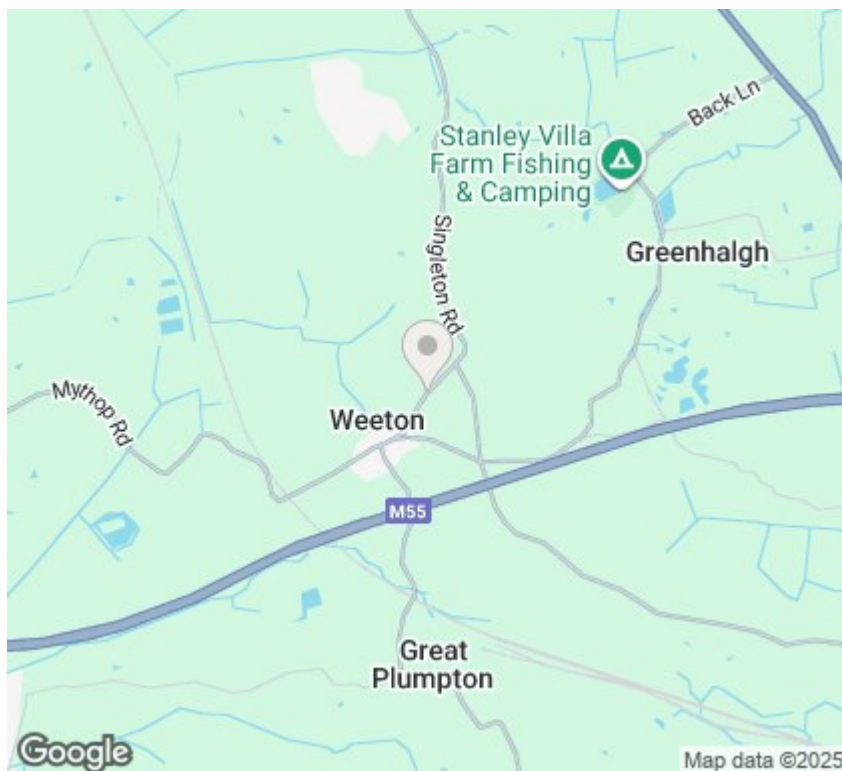 Back Ln
Stanley Villa
Farm Fishing
& Camping
Singleton Rd
Greenhalgh
Mythop Rd
Weeton
M55
Great
Plumpton
Google
Map data ©2025